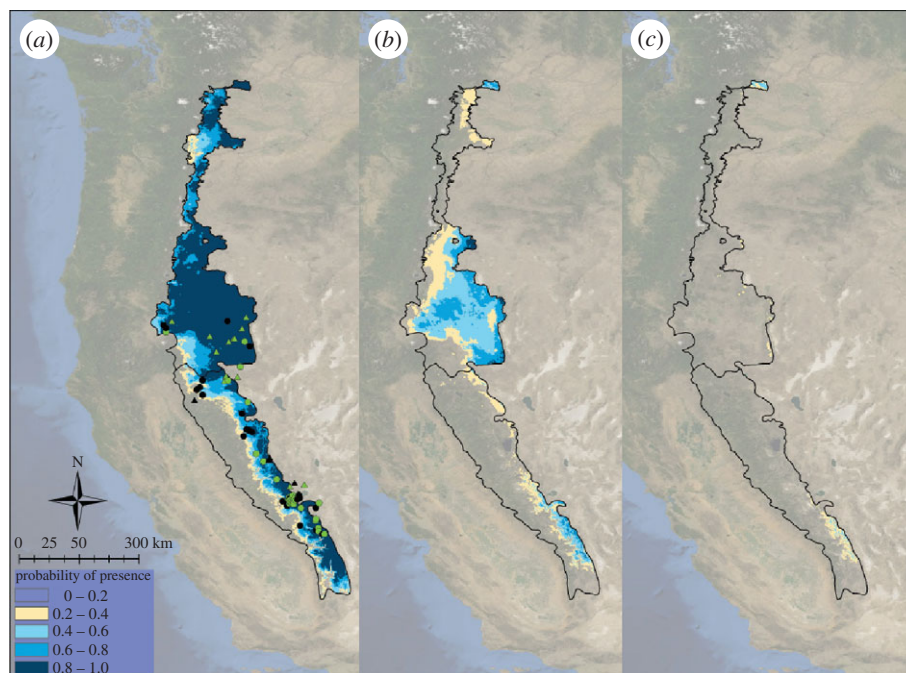 (a)
(b)
(c)
N
0 25 50 150 300 km
probability of presence
0 – 0.2
0.2 – 0.4
0.4 – 0.6
0.6 – 0.8
0.8 – 1.0